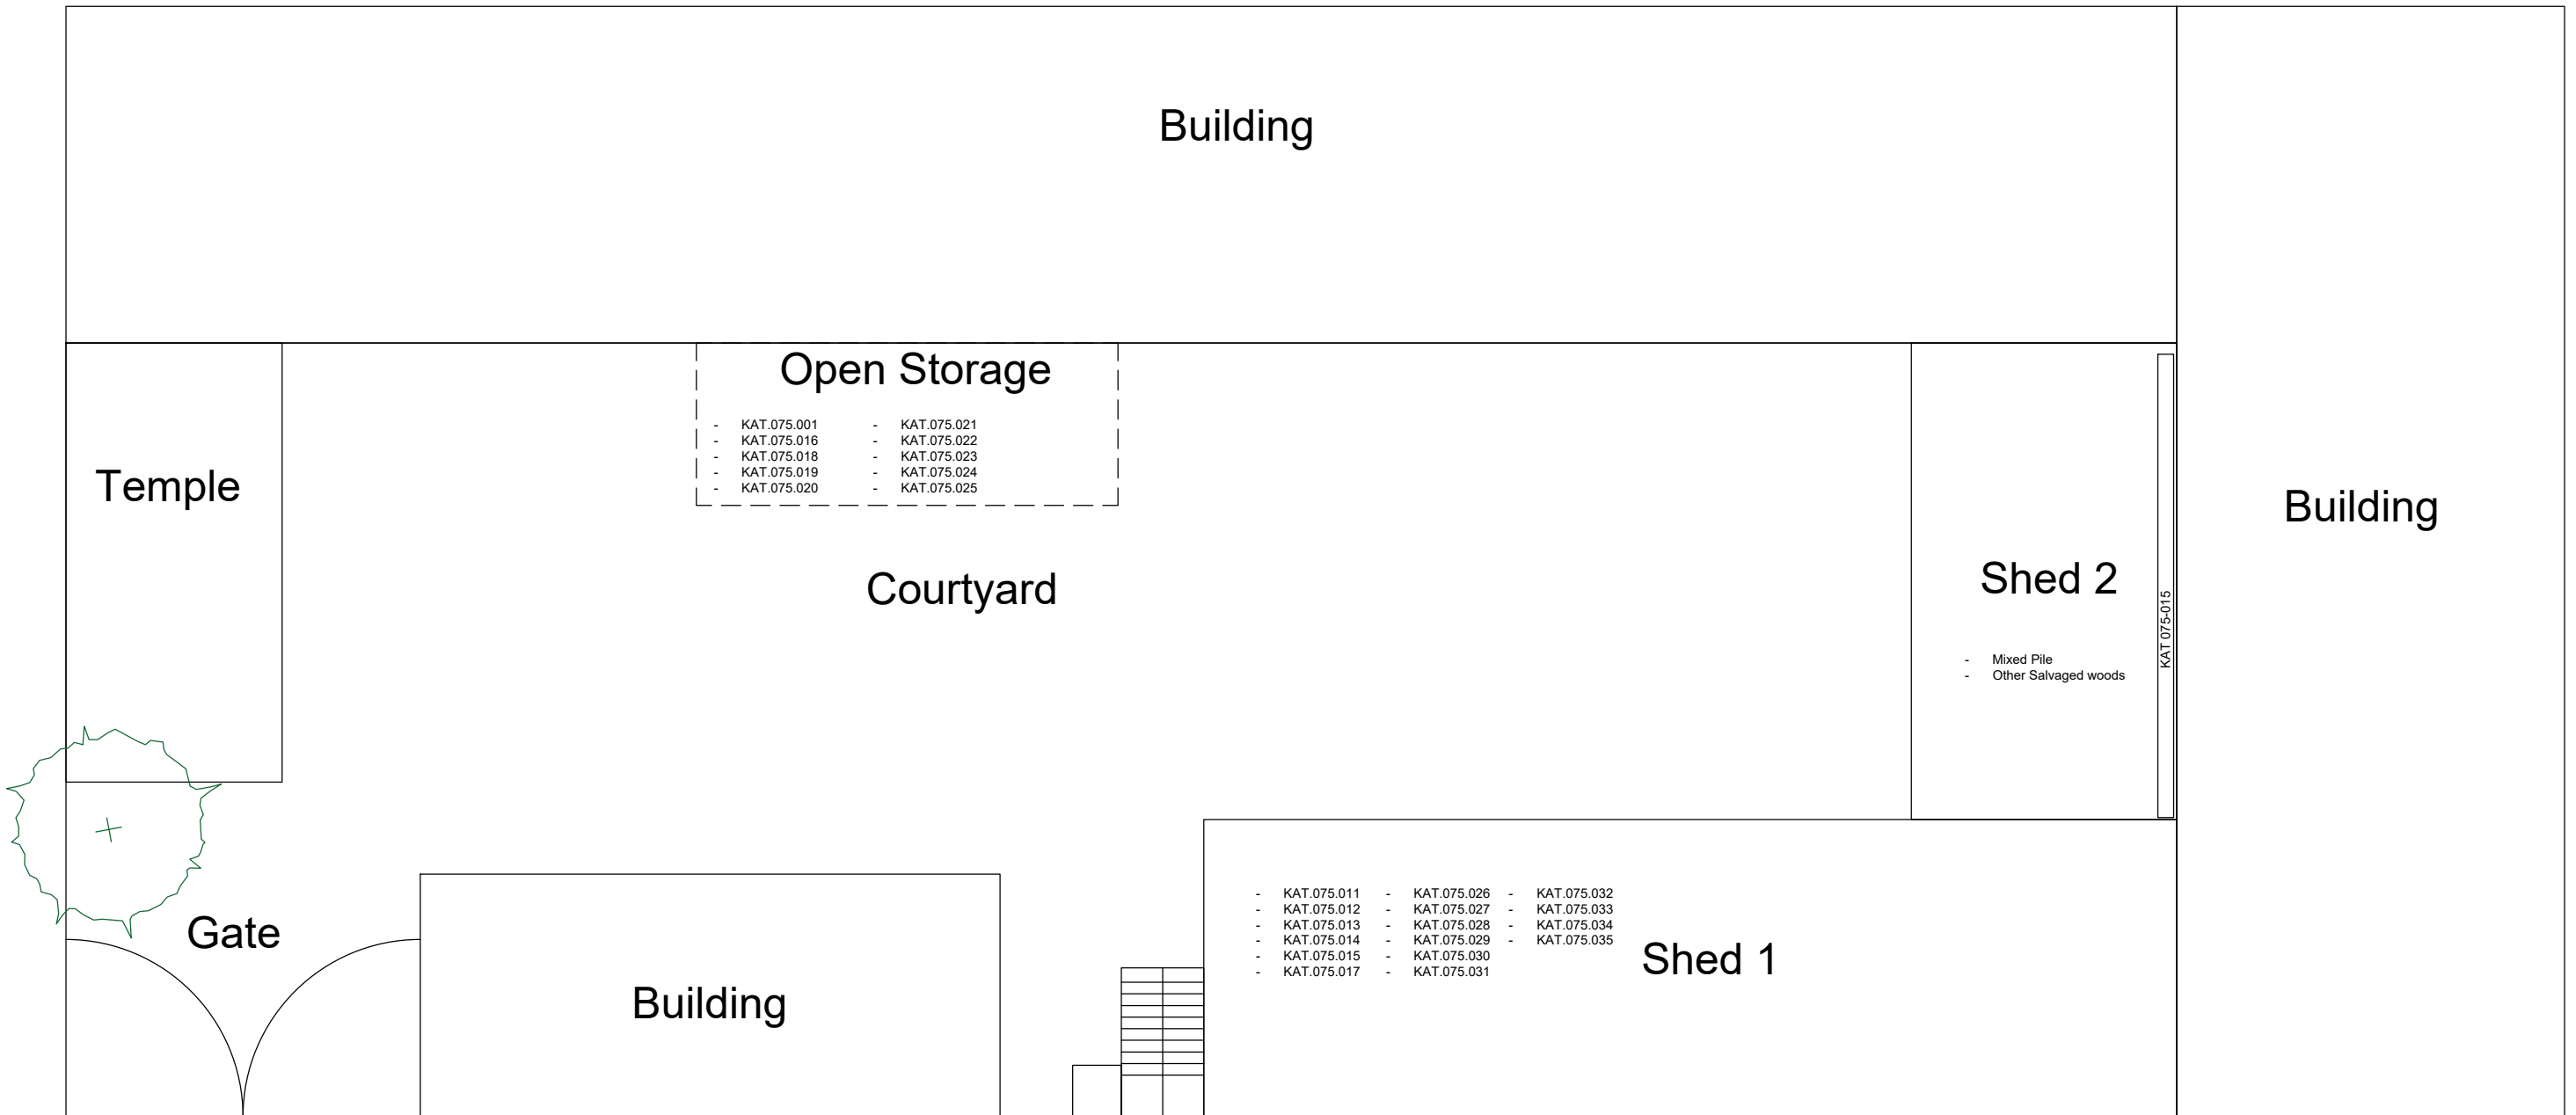 Building
Open Storage
- KAT.075.001 - KAT.075.021
- KAT.075.016 - KAT.075.022
- KAT.075.018 - KAT.075.023
- KAT.075.019 - KAT.075.024
- KAT.075.020 - KAT.075.025
Temple
Building
Courtyard
Shed 2
KAT 075-015
- Mixed Pile
- Other Salvaged woods
- KAT.075.011 - KAT.075.026 - KAT.075.032
- KAT.075.012 - KAT.075.027 - KAT.075.033
- KAT.075.013 - KAT.075.028 - KAT.075.034
- KAT.075.014 - KAT.075.029 - KAT.075.035
- KAT.075.015 - KAT.075.030
- KAT.075.017 - KAT.075.031
Shed 1
Gate
Building